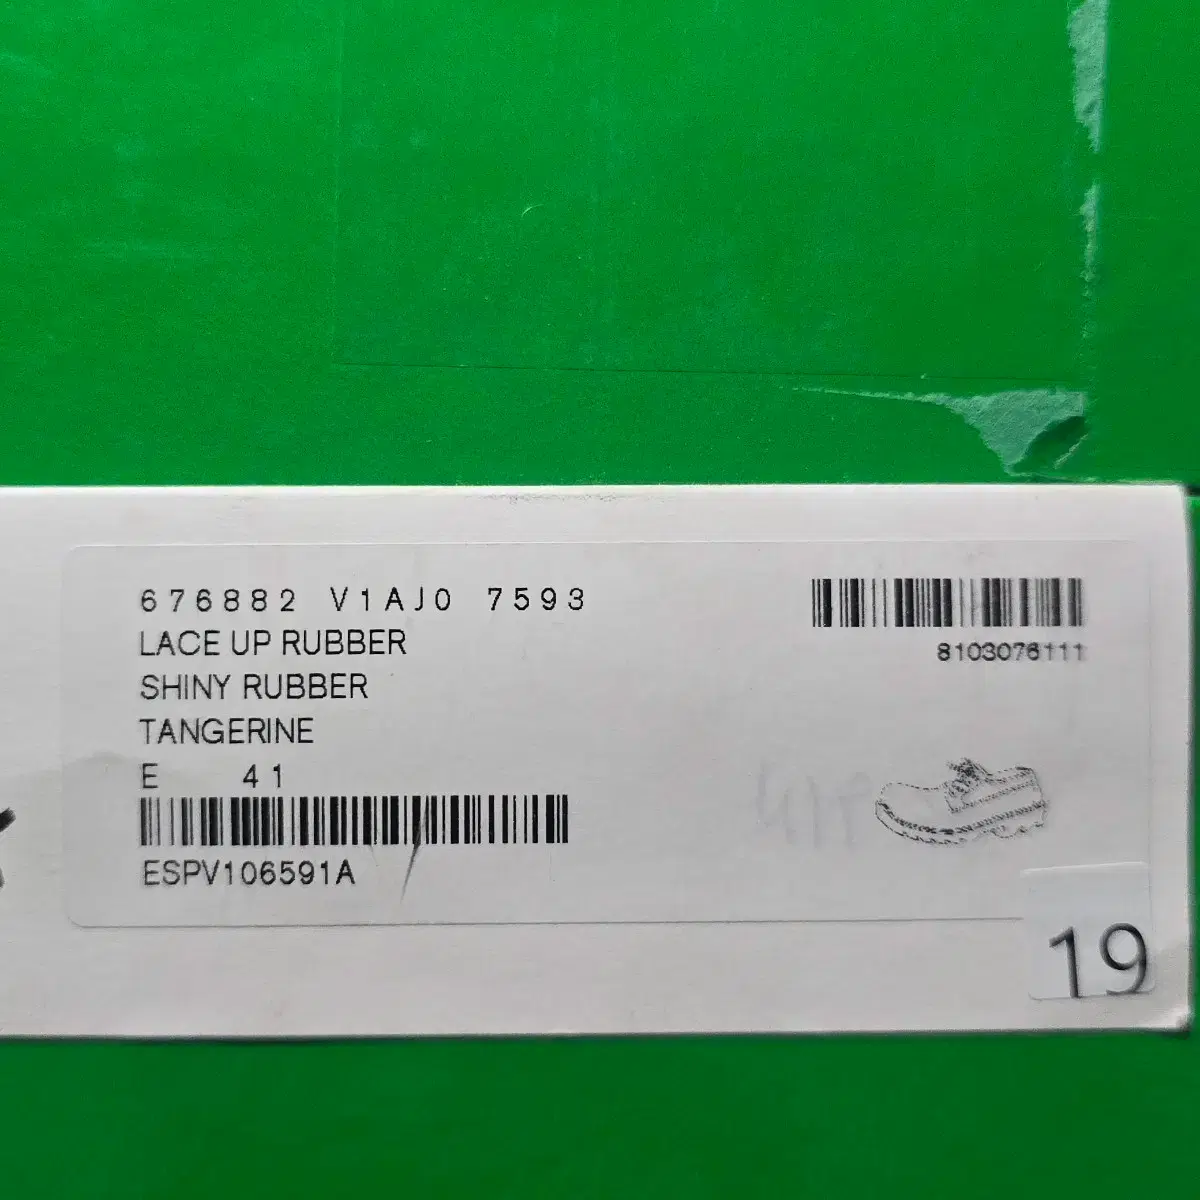 676882 V1AJ0 7593
LACE UP RUBBER
SHINY RUBBER
TANGERINE
E 41
ESPV106591A
8103076111
19